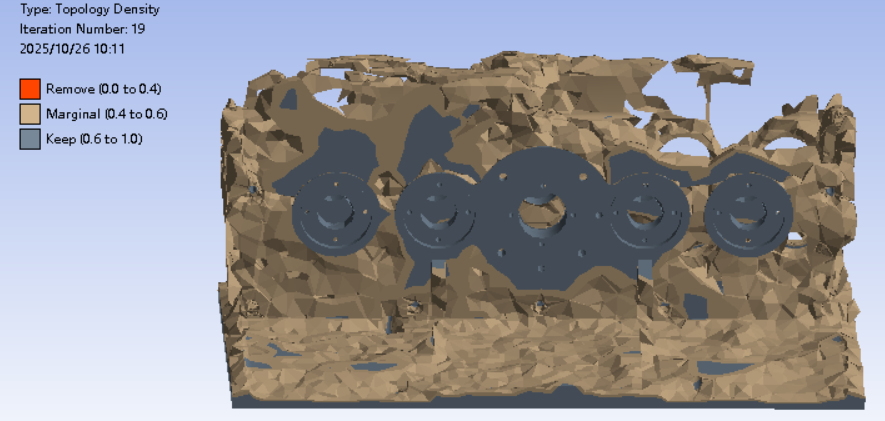 Type: Topology Density
Iteration Number: 19
2025/10/26 10:11
Remove (0.0 to 0.4)
Marginal (0.4 to 0.6)
Keep (0.6 to 1.0)